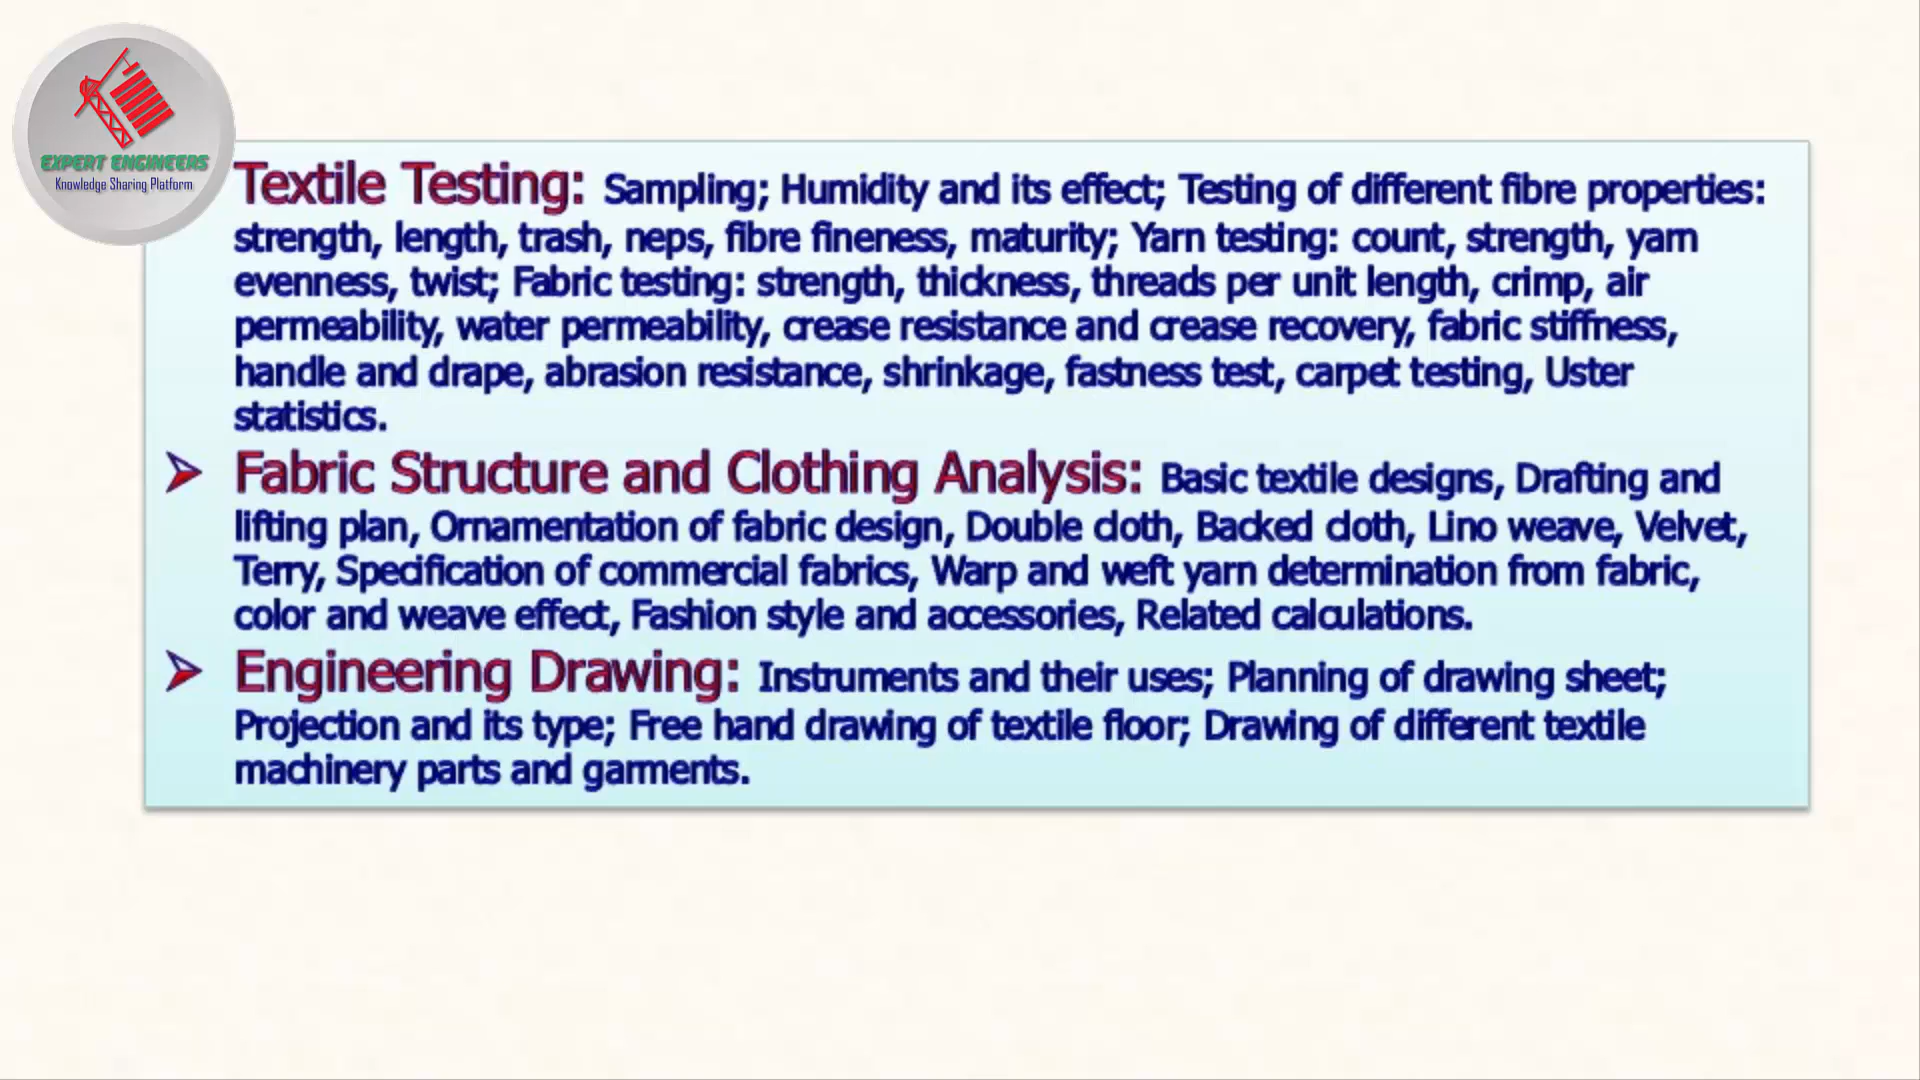 EXPERT ENGINEERS
Knowledge Sharing Platform
Textile Testing: Sampling; Humidity and its effect; Testing of different fibre properties:
strength, length, trash, neps, fibre fineness, maturity; Yarn testing: count, strength, yarn
evenness, twist; Fabric testing: strength, thickness, threads per unit length, crimp, air
permeability, water permeability, crease resistance and crease recovery, fabric stiffness,
handle and drape, abrasion resistance, shrinkage, fastness test, carpet testing, Uster
statistics.
➢ Fabric Structure and Clothing Analysis: Basic textile designs, Drafting and
lifting plan, Ornamentation of fabric design, Double cloth, Backed cloth, Lino weave, Velvet,
Terry, Specification of commercial fabrics, Warp and weft yarn determination from fabric,
color and weave effect, Fashion style and accessories, Related calculations.
➢ Engineering Drawing: Instruments and their uses; Planning of drawing sheet;
Projection and its type; Free hand drawing of textile floor; Drawing of different textile
machinery parts and garments.